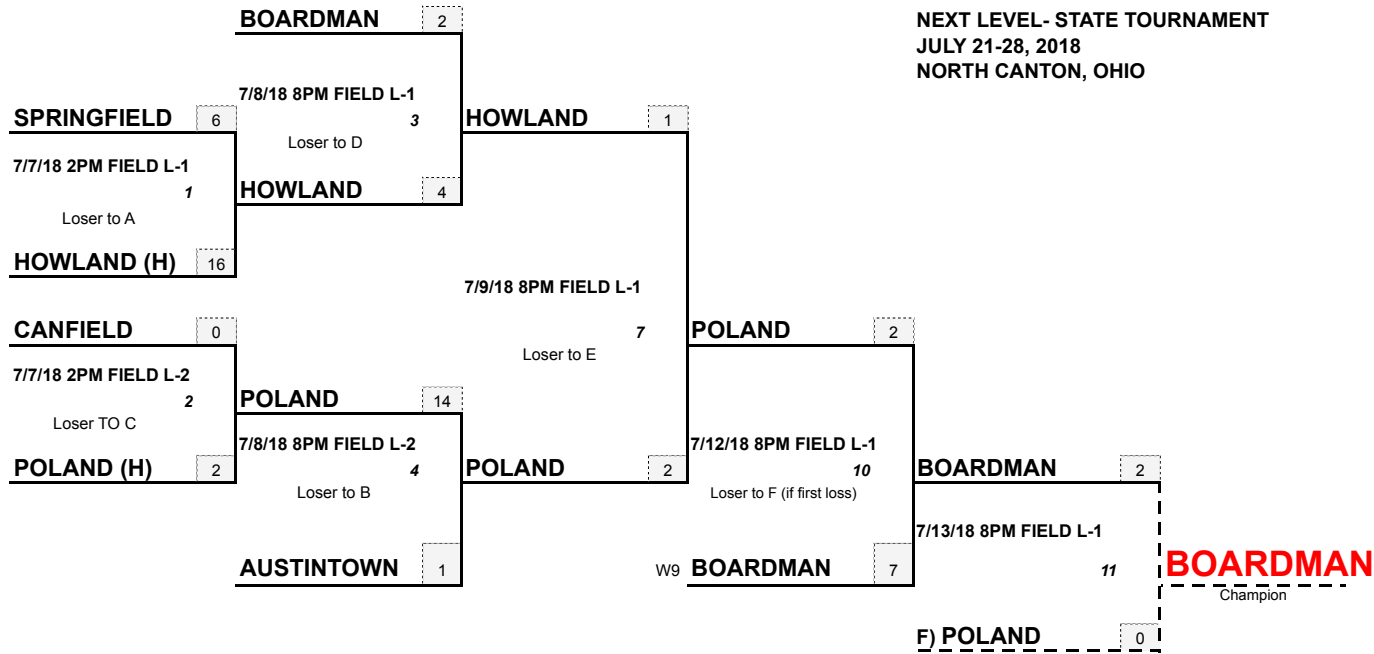 BOARDMAN 2
NEXT LEVEL- STATE TOURNAMENT
JULY 21-28, 2018
NORTH CANTON, OHIO
7/8/18 8PM FIELD L-1
SPRINGFIELD 6
3
HOWLAND 1
Loser to D
7/7/18 2PM FIELD L-1
1
HOWLAND 4
Loser to A
HOWLAND (H) 16
7/9/18 8PM FIELD L-1
CANFIELD 0
7
POLAND 2
Loser to E
7/7/18 2PM FIELD L-2
2
POLAND 14
Loser TO C
7/8/18 8PM FIELD L-2
7/12/18 8PM FIELD L-1
POLAND (H) 2
4
POLAND 2
10
BOARDMAN 2
Loser to B
Loser to F (if first loss)
7/13/18 8PM FIELD L-1
AUSTINTOWN 1
W9 BOARDMAN 7
11
BOARDMAN
Champion
F) POLAND 0